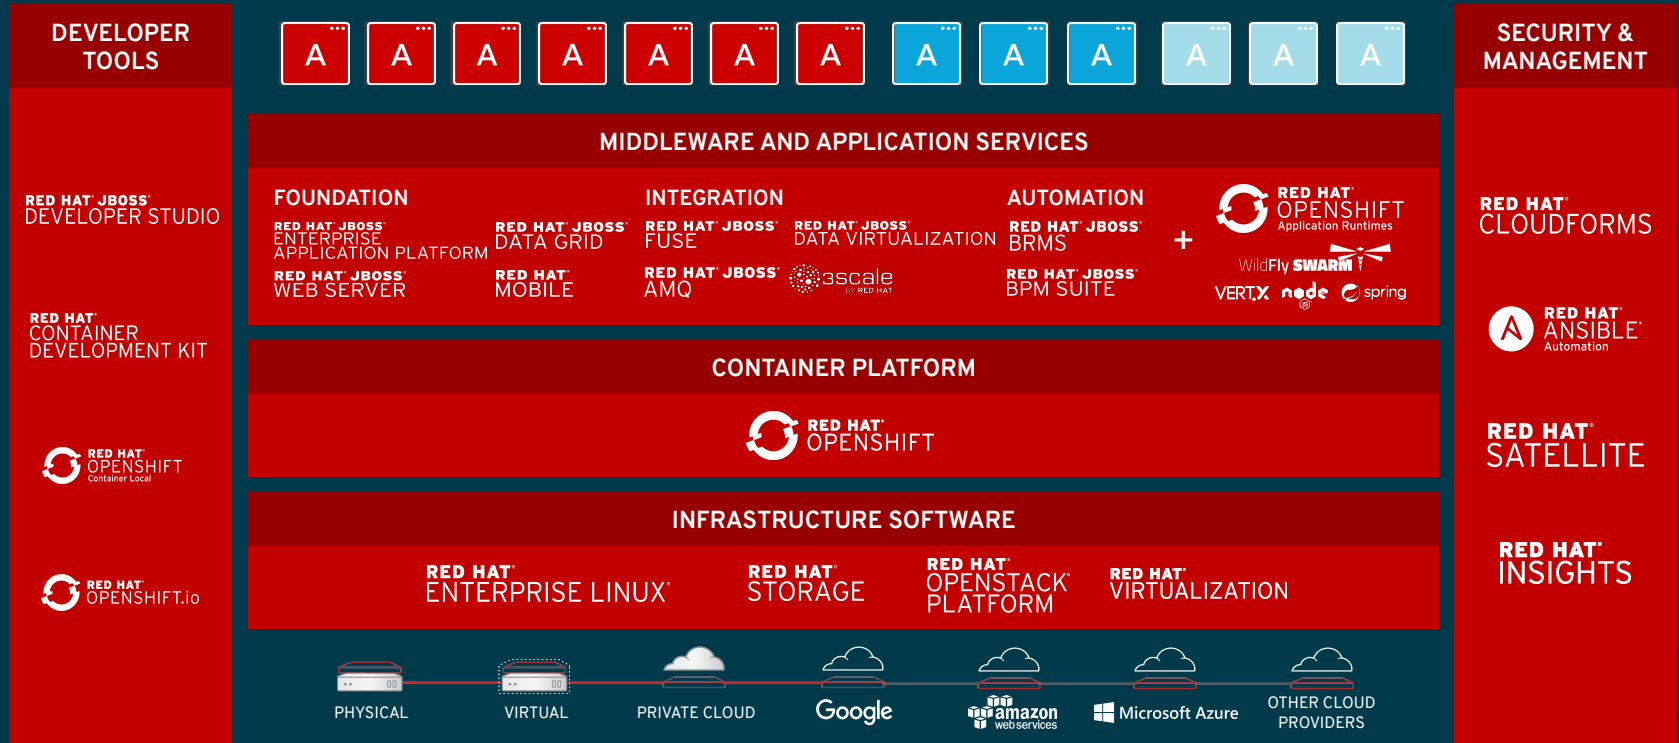 DEVELOPER
TOOLS
RED HAT® JBOSS®
DEVELOPER STUDIO
RED HAT®
CONTAINER
DEVELOPMENT KIT
RED HAT®
OPENSHIFT
Container Local
RED HAT®
OPENSHIFT.io
A A A A A A A A A A A A A
MIDDLEWARE AND APPLICATION SERVICES
FOUNDATION
RED HAT® JBOSS®
ENTERPRISE
APPLICATION PLATFORM
RED HAT® JBOSS®
DATA GRID
RED HAT® JBOSS®
WEB SERVER
RED HAT®
MOBILE
INTEGRATION
RED HAT® JBOSS®
FUSE
RED HAT® JBOSS®
DATA VIRTUALIZATION
RED HAT® JBOSS®
AMQ
3scale
BY RED HAT
AUTOMATION
RED HAT® JBOSS®
BRMS
RED HAT® JBOSS®
BPM SUITE
+
RED HAT®
OPENSHIFT
Application Runtimes
WildFly SWARM
VERT.X node JS spring
CONTAINER PLATFORM
RED HAT®
OPENSHIFT
INFRASTRUCTURE SOFTWARE
RED HAT®
ENTERPRISE LINUX®
RED HAT®
STORAGE
RED HAT®
OPENSTACK®
PLATFORM
RED HAT®
VIRTUALIZATION
PHYSICAL
VIRTUAL
PRIVATE CLOUD
Google
amazon
web services
Microsoft Azure
OTHER CLOUD
PROVIDERS
SECURITY &
MANAGEMENT
RED HAT®
CLOUDFORMS
RED HAT®
ANSIBLE®
Automation
RED HAT®
SATELLITE
RED HAT®
INSIGHTS